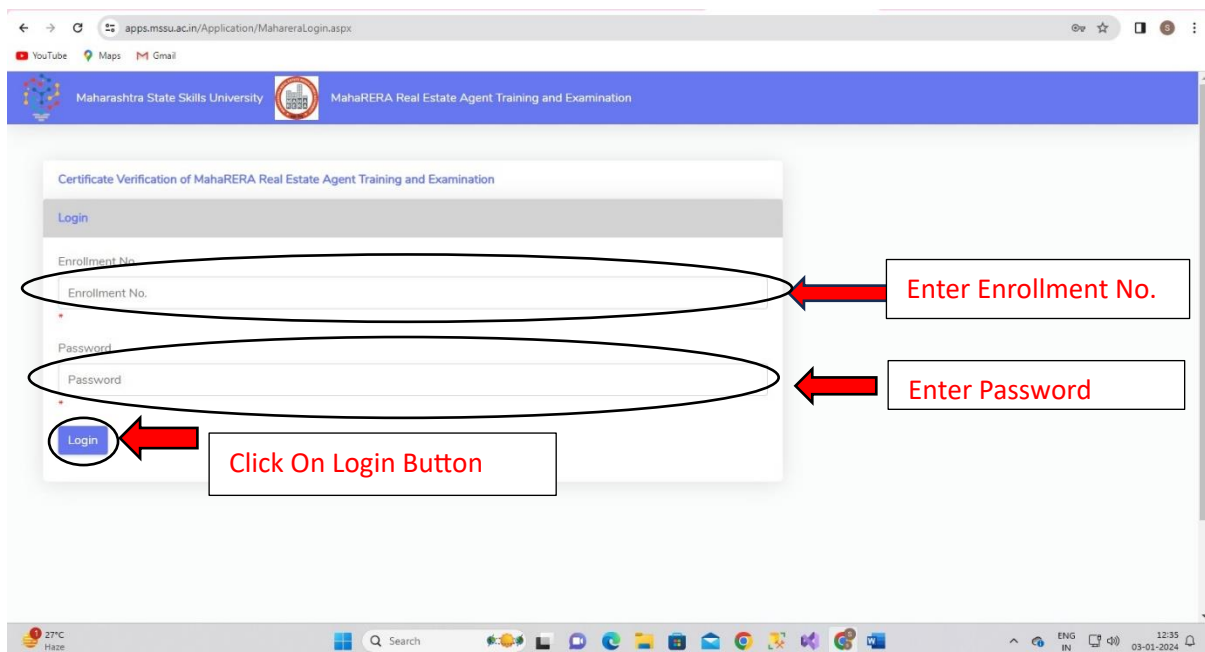 apps.mssu.ac.in/Application/MahareraLogin.aspx
S
YouTube Maps Gmail
Maharashtra State Skills University MahaRERA Real Estate Agent Training and Examination
Certificate Verification of MahaRERA Real Estate Agent Training and Examination
Login
Enrollment No.
Enrollment No.
Enter Enrollment No.
*
Password
Password
Enter Password
*
Login
Click On Login Button
1
27°C
Haze
Search
ENG
IN
12:35
03-01-2024